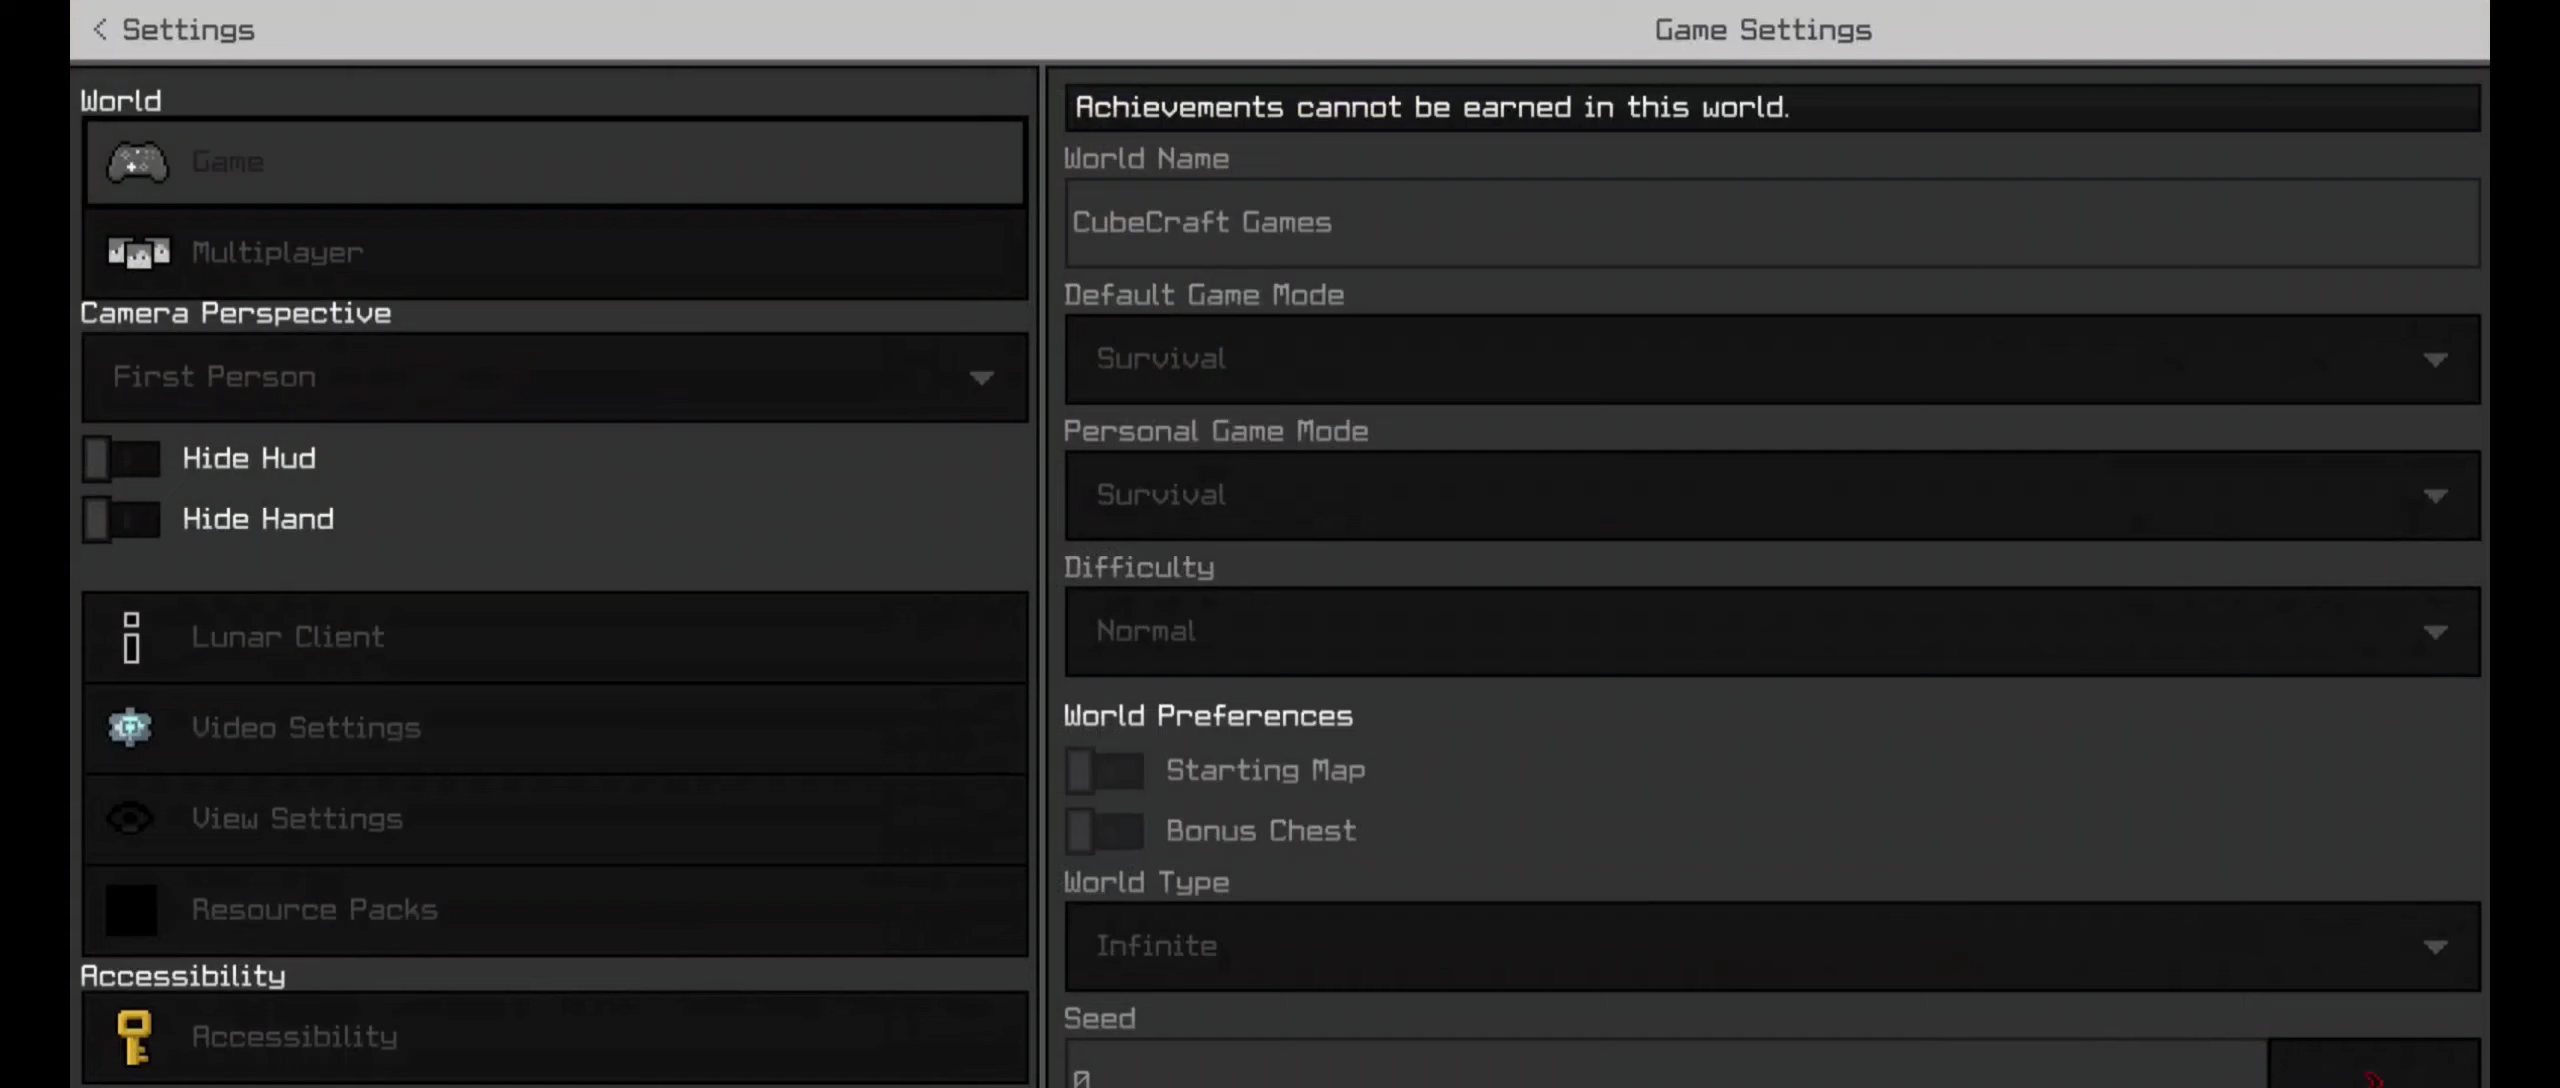 Settings
Game Settings
World
Game
Multiplayer
Camera Perspective
First Person
Hide Hud
Hide Hand
Lunar Client
Video Settings
View Settings
Resource Packs
Accessibility
Accessibility
Achievements cannot be earned in this world.
World Name
CubeCraft Games
Default Game Mode
Survival
Personal Game Mode
Survival
Difficulty
Normal
World Preferences
Starting Map
Bonus Chest
World Type
Infinite
Seed
0